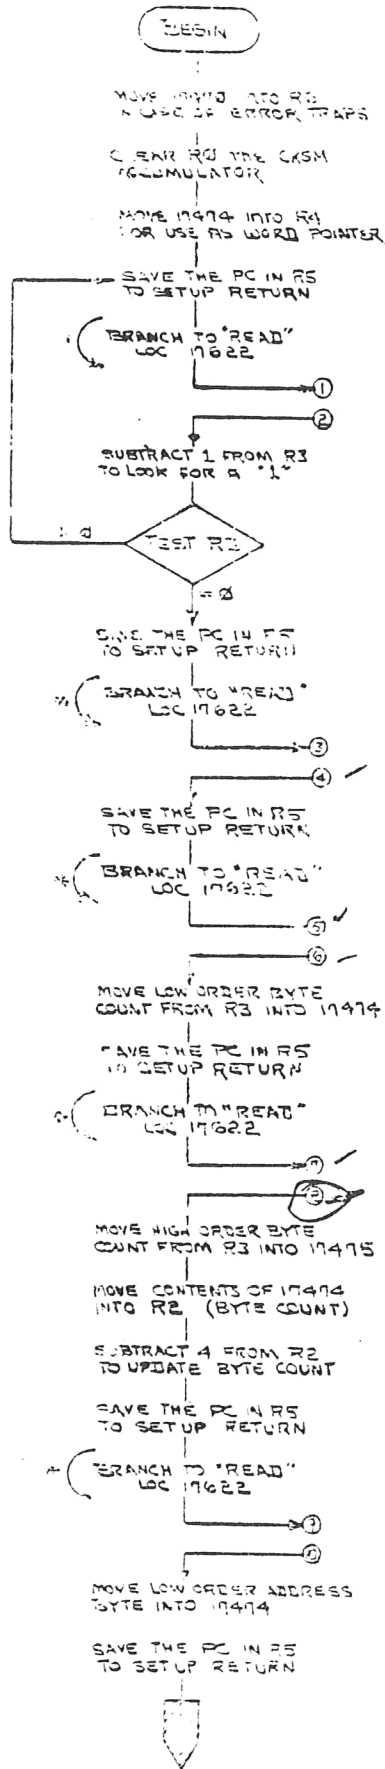 BEGIN
MOVE INTO
IN CASE OF ERROR TRAPS
CLEAR R0 THE CKSM
ACCUMULATOR
MOVE 17474 INTO R4
FOR USE AS WORD POINTER
SAVE THE PC IN R5
TO SETUP RETURN
BRANCH TO "READ"
LOC 17622
1
2
SUBTRACT 1 FROM R3
TO LOOK FOR A "1"
≠ 0
TEST R3
= 0
SAVE THE PC IN R5
TO SETUP RETURN
BRANCH TO "READ"
LOC 17622
3
4
SAVE THE PC IN R5
TO SETUP RETURN
BRANCH TO "READ"
LOC 17622
5
6
MOVE LOW ORDER BYTE
COUNT FROM R3 INTO 17474
SAVE THE PC IN R5
TO SETUP RETURN
BRANCH TO "READ"
LOC 17622
7
8
MOVE HIGH ORDER BYTE
COUNT FROM R3 INTO 17475
MOVE CONTENTS OF 17474
INTO R2 (BYTE COUNT)
SUBTRACT 4 FROM R2
TO UPDATE BYTE COUNT
SAVE THE PC IN R5
TO SETUP RETURN
BRANCH TO "READ"
LOC 17622
9
10
MOVE LOW ORDER ADDRESS
BYTE INTO 17474
SAVE THE PC IN R5
TO SETUP RETURN